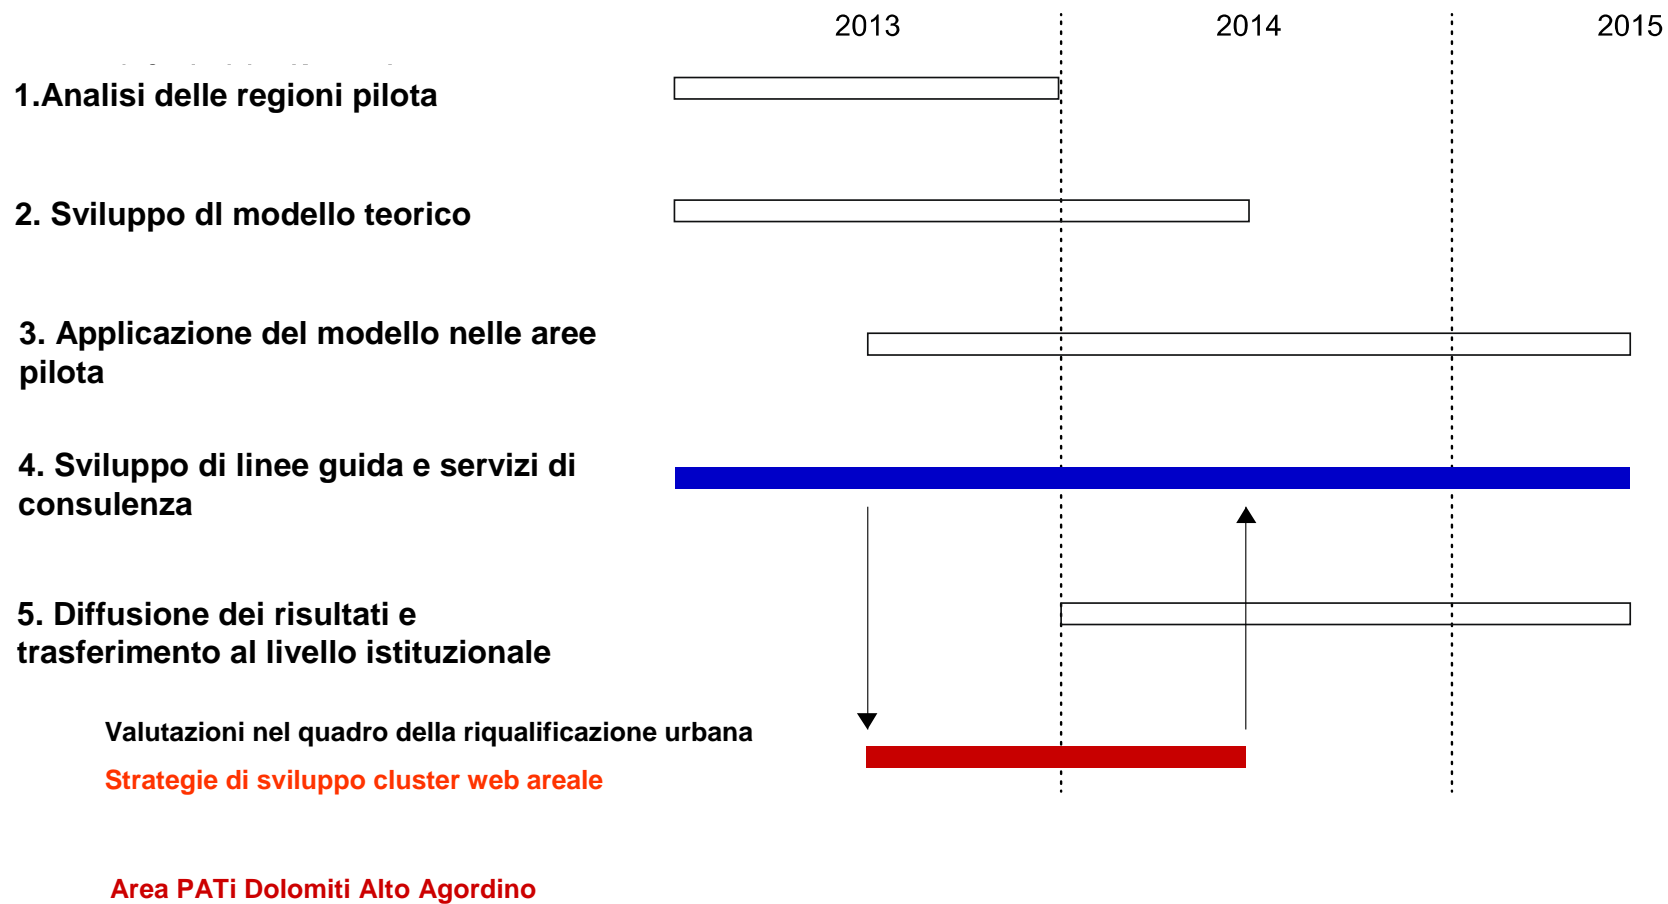 2013 2014 2015
1.Analisi delle regioni pilota
2. Sviluppo dI modello teorico
3. Applicazione del modello nelle aree
pilota
4. Sviluppo di linee guida e servizi di
consulenza
5. Diffusione dei risultati e
trasferimento al livello istituzionale
Valutazioni nel quadro della riqualificazione urbana
Strategie di sviluppo cluster web areale
Area PATi Dolomiti Alto Agordino